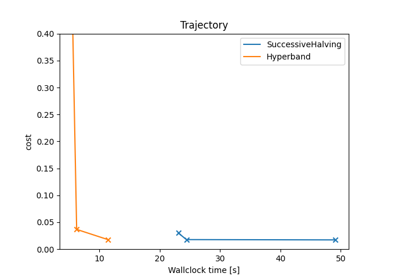 Trajectory
0.40
0.35
0.30
0.25
0.20
0.15
0.10
0.05
0.00
cost
SuccessiveHalving
Hyperband
10 20 30 40 50
Wallclock time [s]